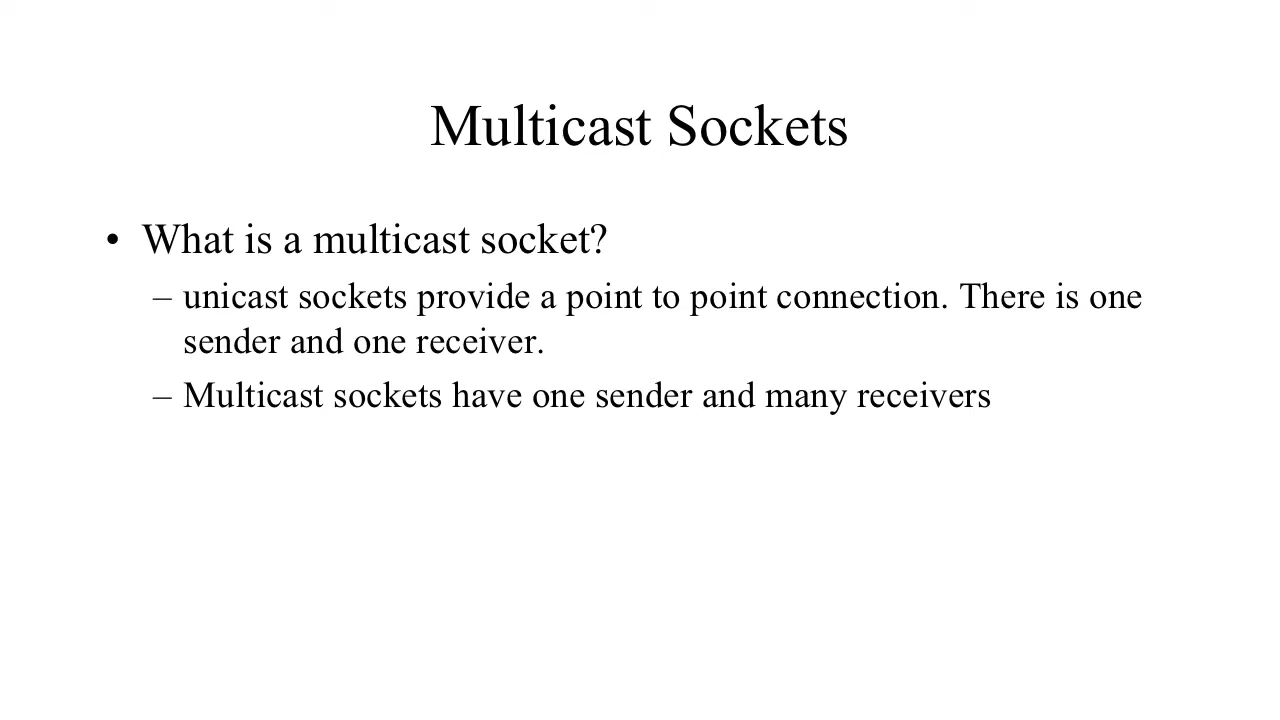 Multicast Sockets
• What is a multicast socket?
– unicast sockets provide a point to point connection. There is one
sender and one receiver.
– Multicast sockets have one sender and many receivers